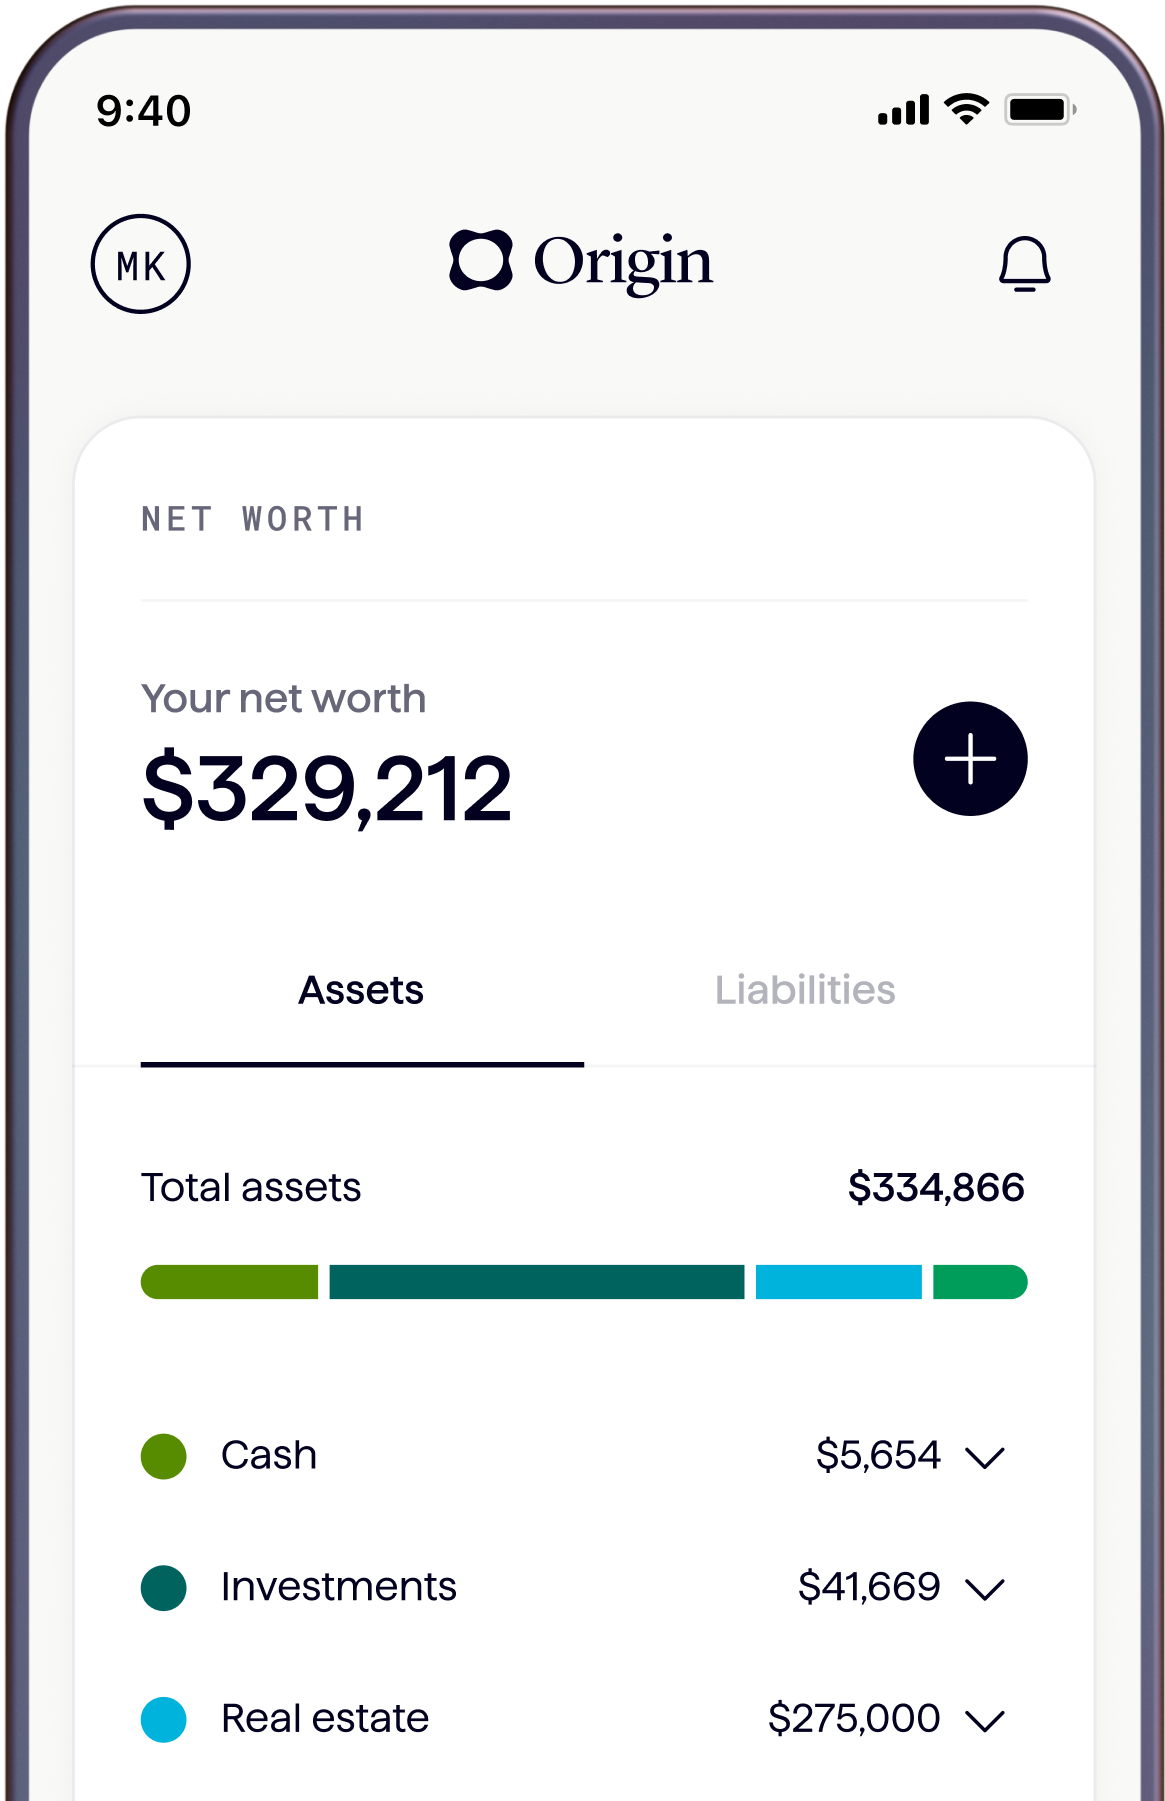 9:40
MK
Origin
NET WORTH
Your net worth
$329,212
Assets
Liabilities
Total assets
$334,866
Cash
$5,654
Investments
$41,669
Real estate
$275,000